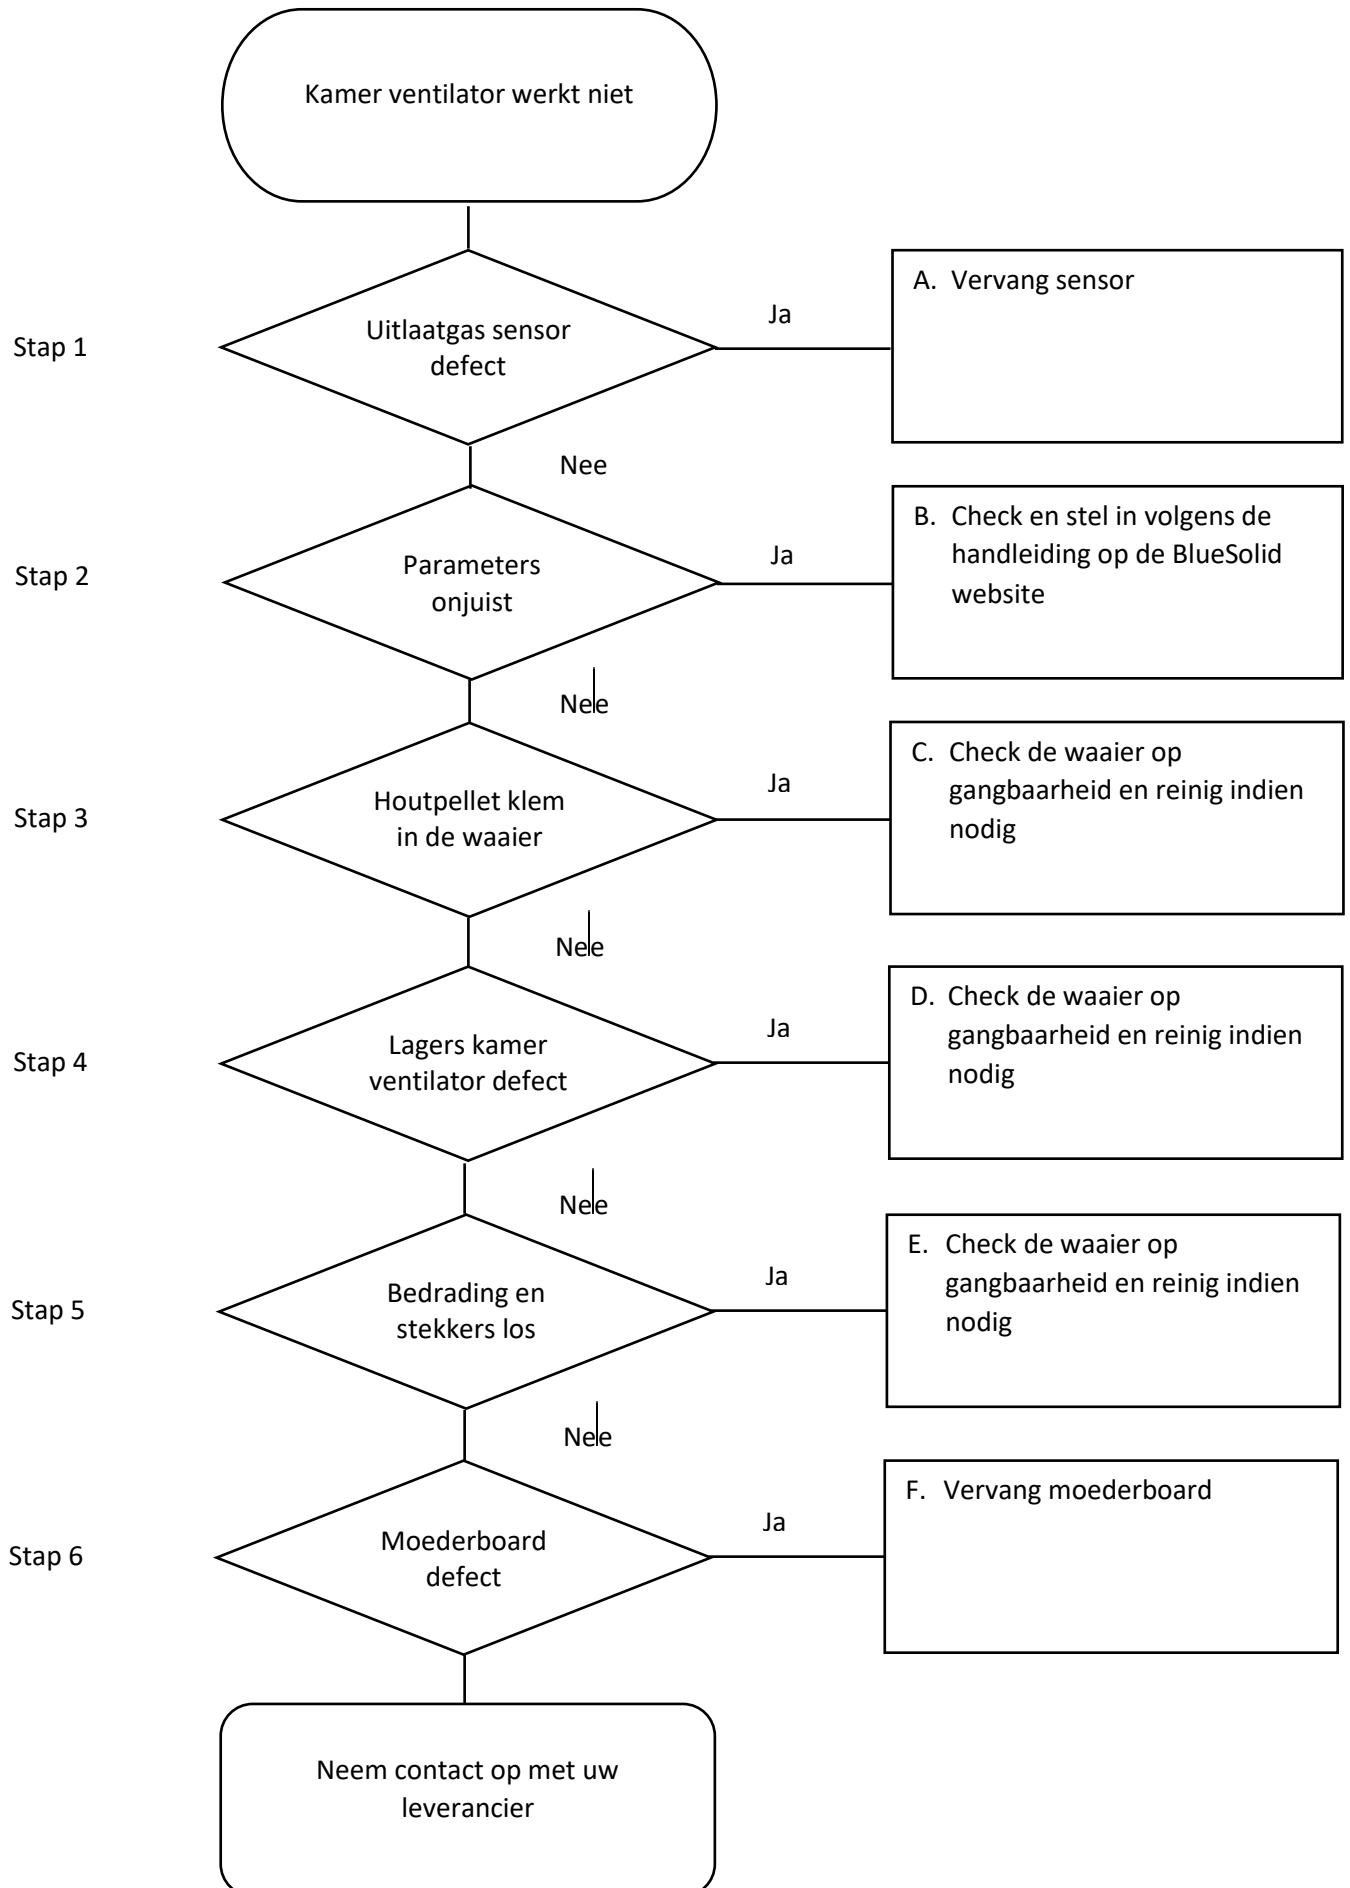 Kamer ventilator werkt niet
Stap 1
Uitlaatgas sensor
defect
Ja
A. Vervang sensor
Nee
Stap 2
Parameters
onjuist
Ja
B. Check en stel in volgens de
handleiding op de BlueSolid
website
Nee
Stap 3
Houtpellet klem
in de waaier
Ja
C. Check de waaier op
gangbaarheid en reinig indien
nodig
Nee
Stap 4
Lagers kamer
ventilator defect
Ja
D. Check de waaier op
gangbaarheid en reinig indien
nodig
Nee
Stap 5
Bedrading en
stekkers los
Ja
E. Check de waaier op
gangbaarheid en reinig indien
nodig
Nee
Stap 6
Moederboard
defect
Ja
F. Vervang moederboard
Neem contact op met uw
leverancier